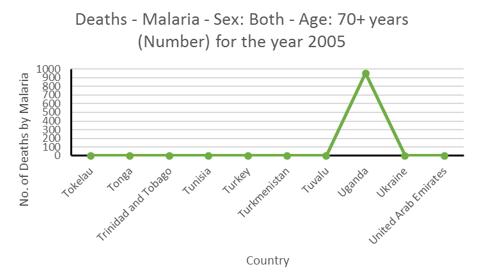 Deaths - Malaria - Sex: Both - Age: 70+ years
(Number) for the year 2005
No. of Deaths by Malaria
1000
900
800
700
600
500
400
300
200
100
0
Tokelau
Tonga
Trinidad and Tobago
Tunisia
Turkey
Turkmenistan
Tuvalu
Uganda
Ukraine
United Arab Emirates
Country